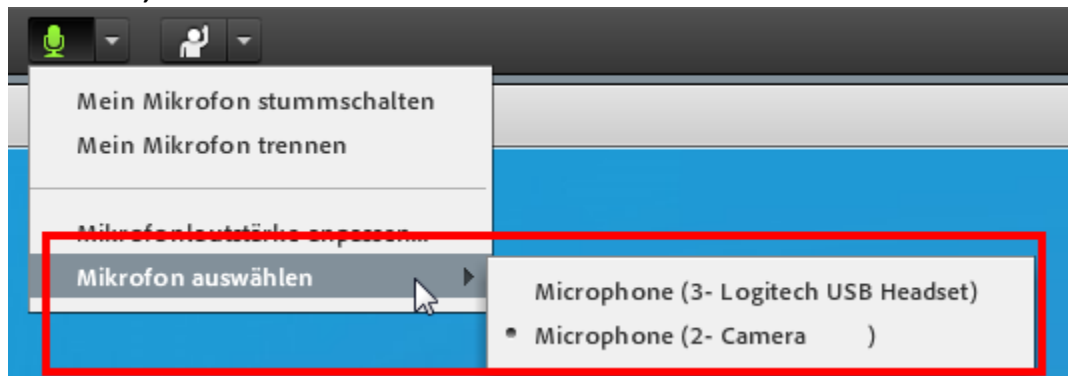 Mein Mikrofon stummschalten
Mein Mikrofon trennen
Mikrofonlautstärke anpassen...
Mikrofon auswählen
Microphone (3- Logitech USB Headset)
Microphone (2- Camera )